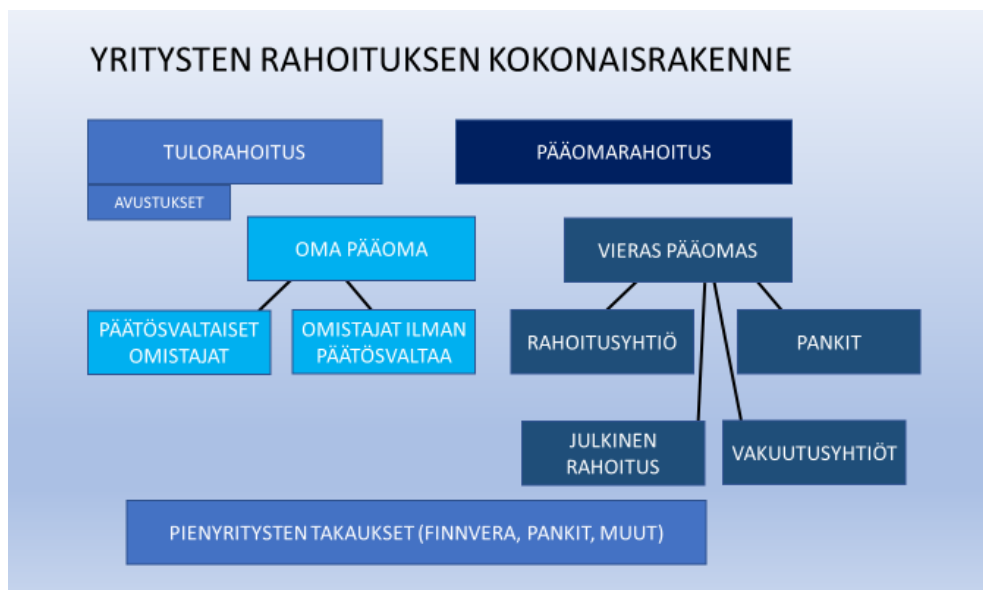 YRITYSTEN RAHOITUKSEN KOKONAISRAKENNE
TULORAHOITUS
PÄÄOMARAHOITUS
AVUSTUKSET
OMA PÄÄOMA
VIERAS PÄÄOMAS
PÄÄTÖSVALTAISET
OMISTAJAT
OMISTAJAT ILMAN
PÄÄTÖSVALTAA
RAHOITUSYHTIÖ
PANKIT
JULKINEN
RAHOITUS
VAKUUTUSYHTIÖT
PIENYRITYSTEN TAKAUKSET (FINNVERA, PANKIT, MUUT)